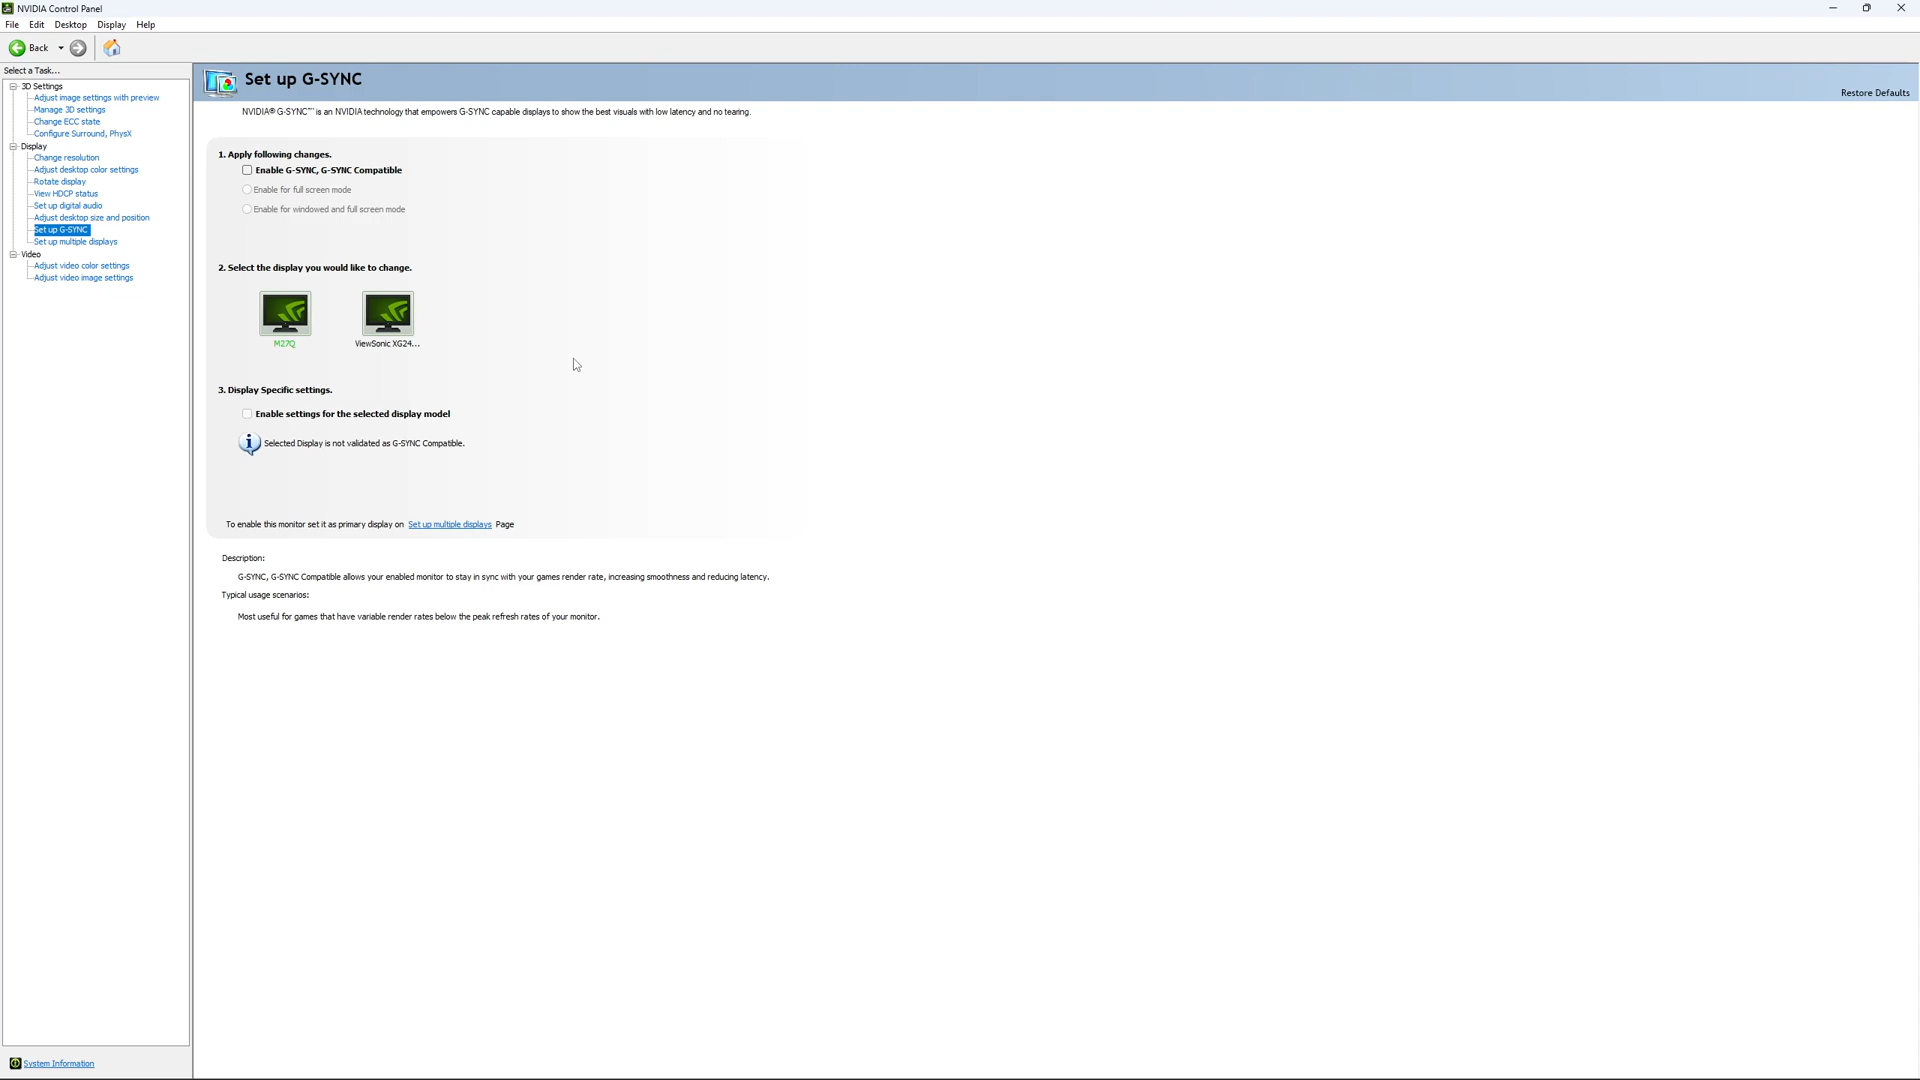 NVIDIA Control Panel
File Edit Desktop Display Help
Back
Select a Task...
3D Settings
Adjust image settings with preview
Manage 3D settings
Change ECC state
Configure Surround, PhysX
Display
Change resolution
Adjust desktop color settings
Rotate display
View HDCP status
Set up digital audio
Adjust desktop size and position
Set up G-SYNC
Set up multiple displays
Video
Adjust video color settings
Adjust video image settings
System Information
Set up G-SYNC
Restore Defaults
NVIDIA® G-SYNC™ is an NVIDIA technology that empowers G-SYNC capable displays to show the best visuals with low latency and no tearing.
1. Apply following changes.
Enable G-SYNC, G-SYNC Compatible
Enable for full screen mode
Enable for windowed and full screen mode
2. Select the display you would like to change.
M27Q ViewSonic XG24...
3. Display Specific settings.
Enable settings for the selected display model
Selected Display is not validated as G-SYNC Compatible.
To enable this monitor set it as primary display on Set up multiple displays Page
Description:
G-SYNC, G-SYNC Compatible allows your enabled monitor to stay in sync with your games render rate, increasing smoothness and reducing latency.
Typical usage scenarios:
Most useful for games that have variable render rates below the peak refresh rates of your monitor.